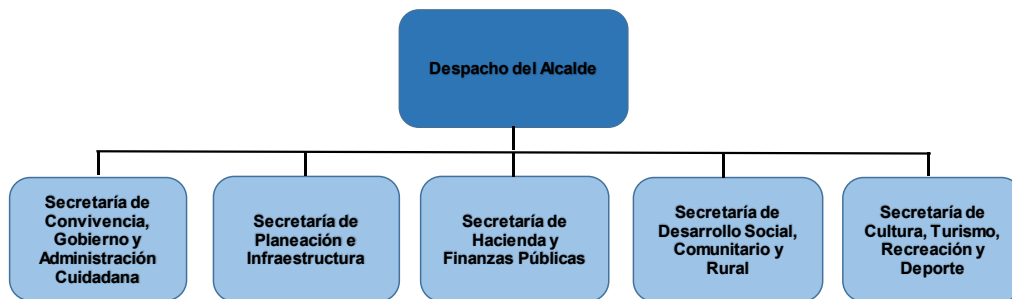 Despacho del Alcalde
Secretaría de
Convivencia,
Gobierno y
Administración
Cuidadana
Secretaría de
Planeación e
Infraestructura
Secretaría de
Hacienda y
Finanzas Públicas
Secretaría de
Desarrollo Social,
Comunitario y
Rural
Secretaría de
Cultura, Turismo,
Recreación y
Deporte